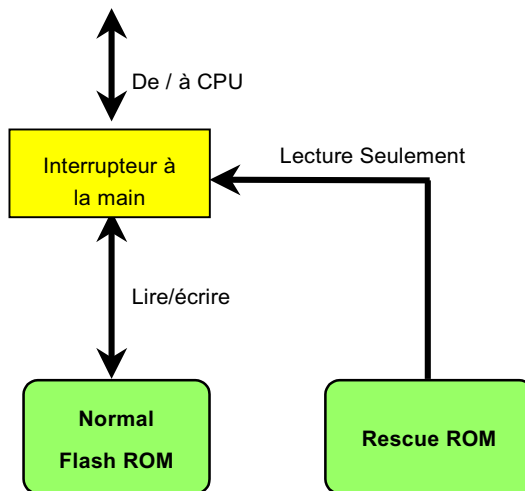 De / à CPU
Interrupteur à
la main
Lecture Seulement
Lire/écrire
Normal
Flash ROM
Rescue ROM